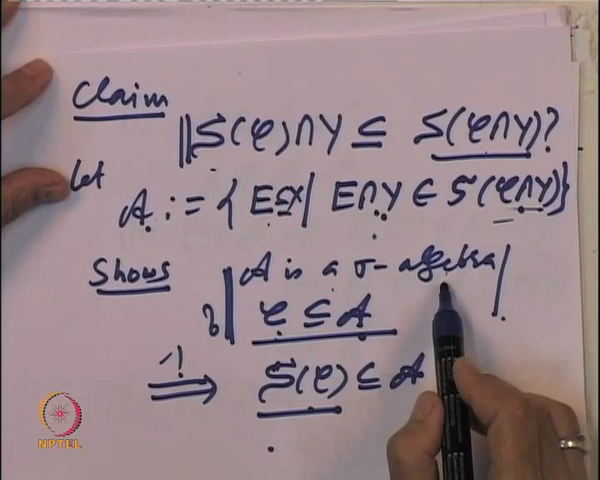 Claim
S(𝒞)∩Y ⊆ S(𝒞∩Y)?
Let
A := { E⊆X | E∩Y ∈ S(𝒞∩Y)}
Shows
A is a σ-algebra
𝒞 ⊆ A
⟹ S(𝒞) ⊆ A
NPTEL